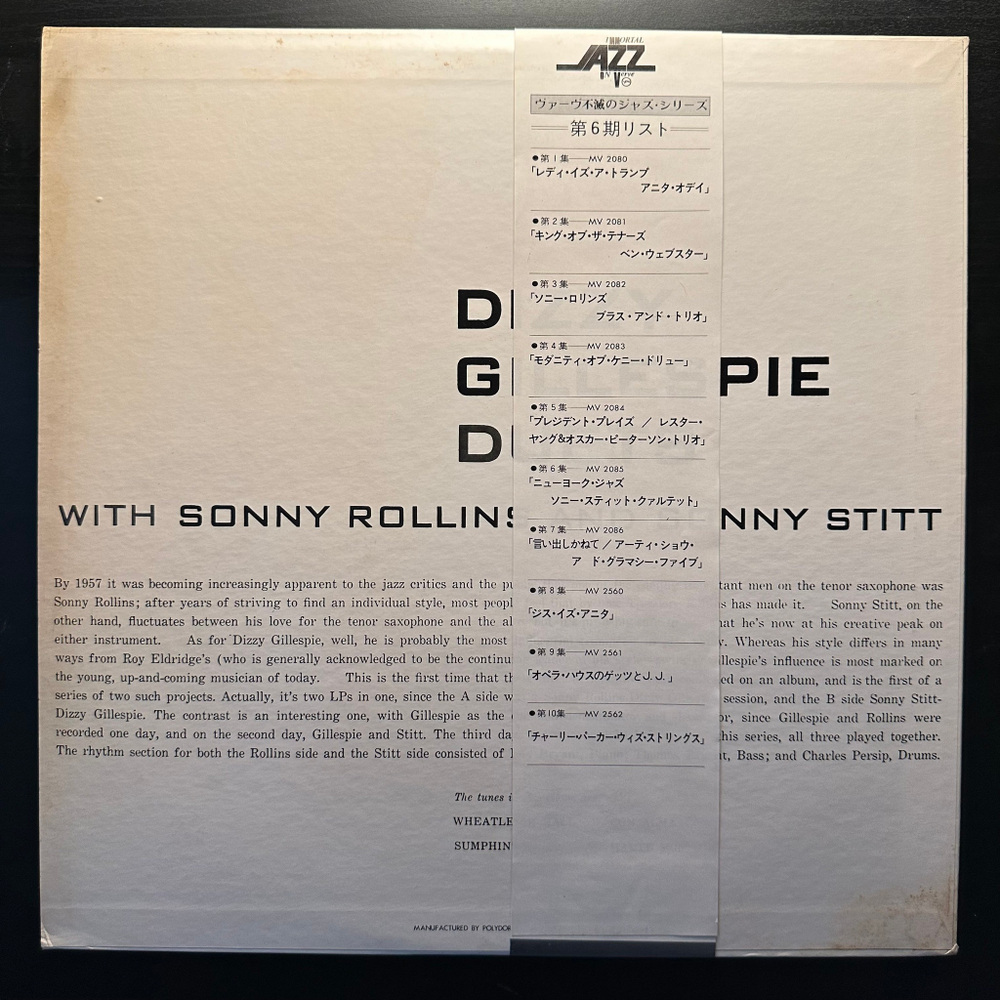 IMMORTAL
JAZZ
IN Verve
ヴァーヴ不滅のジャズ・シリーズ
第6期リスト
●第1集——MV 2080
「レディ・イズ・ア・トランプ
アニタ・オデイ」
●第2集——MV 2081
「キング・オブ・ザ・テナーズ
ベン・ウェブスター」
●第3集——MV 2082
「ソニー・ロリンズ
ブラス・アンド・トリオ」
●第4集——MV 2083
「モダニティ・オブ・ケニー・ドリュー」
●第5集——MV 2084
「プレジデント・プレイズ / レスター・
ヤング&オスカー・ピーターソン・トリオ」
●第6集——MV 2085
「ニューヨーク・ジャズ
ソニー・スティット・クァルテット」
●第7集——MV 2086
「言い出しかねて / アーティ・ショウ・
ア ド・グラマシー・ファイブ」
●第8集——MV 2560
「ジス・イズ・アニタ」
●第9集——MV 2561
「オペラ・ハウスのゲッツとJ.J.」
●第10集——MV 2562
「チャーリー・パーカー・ウィズ・ストリングス」
DI
G PIE
D
WITH SONNY ROLLINS NNY STITT
By 1957 it was becoming increasingly apparent to the jazz critics and the pu tant men on the tenor saxophone was
Sonny Rollins; after years of striving to find an individual style, most peopl s has made it. Sonny Stitt, on the
other hand, fluctuates between his love for the tenor saxophone and the al hat he's now at his creative peak on
either instrument. As for Dizzy Gillespie, well, he is probably the most y. Whereas his style differs in many
ways from Roy Eldridge's (who is generally acknowledged to be the continu llespie's influence is most marked on
the young, up-and-coming musician of today. This is the first time that th ed on an album, and is the first of a
series of two such projects. Actually, it's two LPs in one, since the A side w session, and the B side Sonny Stitt-
Dizzy Gillespie. The contrast is an interesting one, with Gillespie as the or, since Gillespie and Rollins were
recorded one day, and on the second day, Gillespie and Stitt. The third da his series, all three played together.
The rhythm section for both the Rollins side and the Stitt side consisted of t, Bass; and Charles Persip, Drums.
The tunes i
WHEATLE
SUMPHIN
MANUFACTURED BY POLYDOR